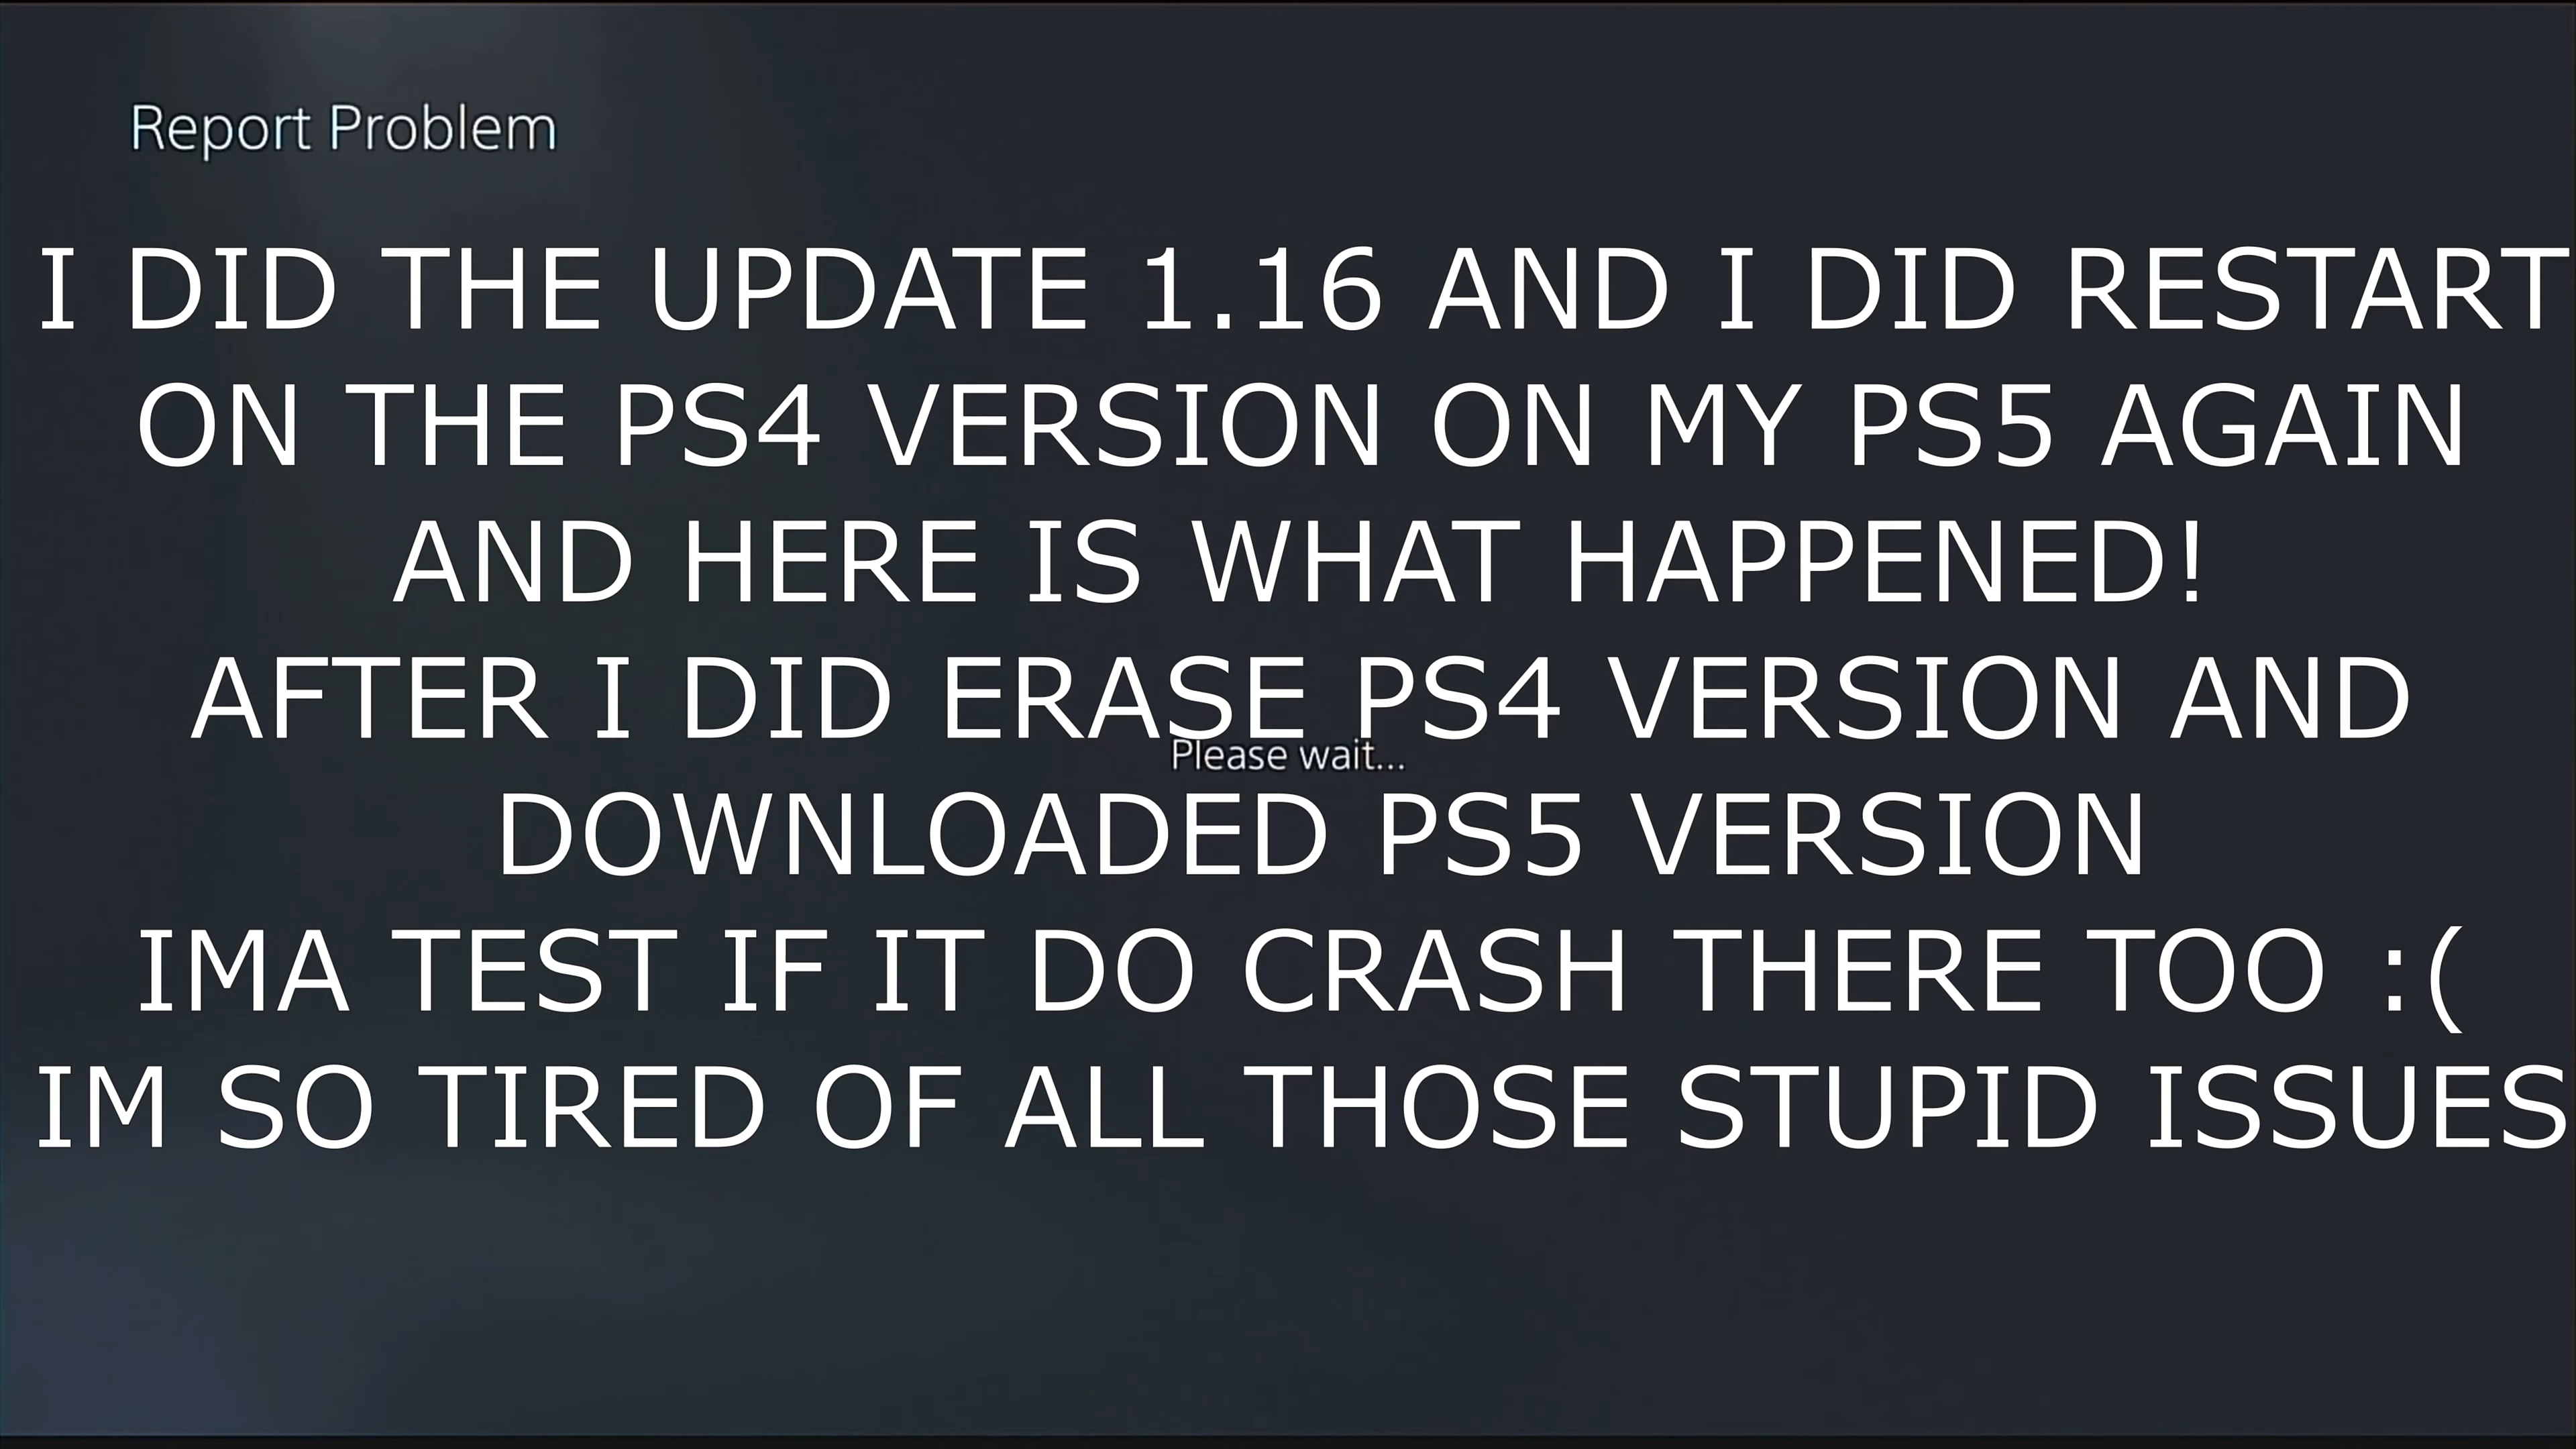 Report Problem
I DID THE UPDATE 1.16 AND I DID RESTART
ON THE PS4 VERSION ON MY PS5 AGAIN
AND HERE IS WHAT HAPPENED!
AFTER I DID ERASE PS4 VERSION AND
Please wait...
DOWNLOADED PS5 VERSION
IMA TEST IF IT DO CRASH THERE TOO :(
IM SO TIRED OF ALL THOSE STUPID ISSUES